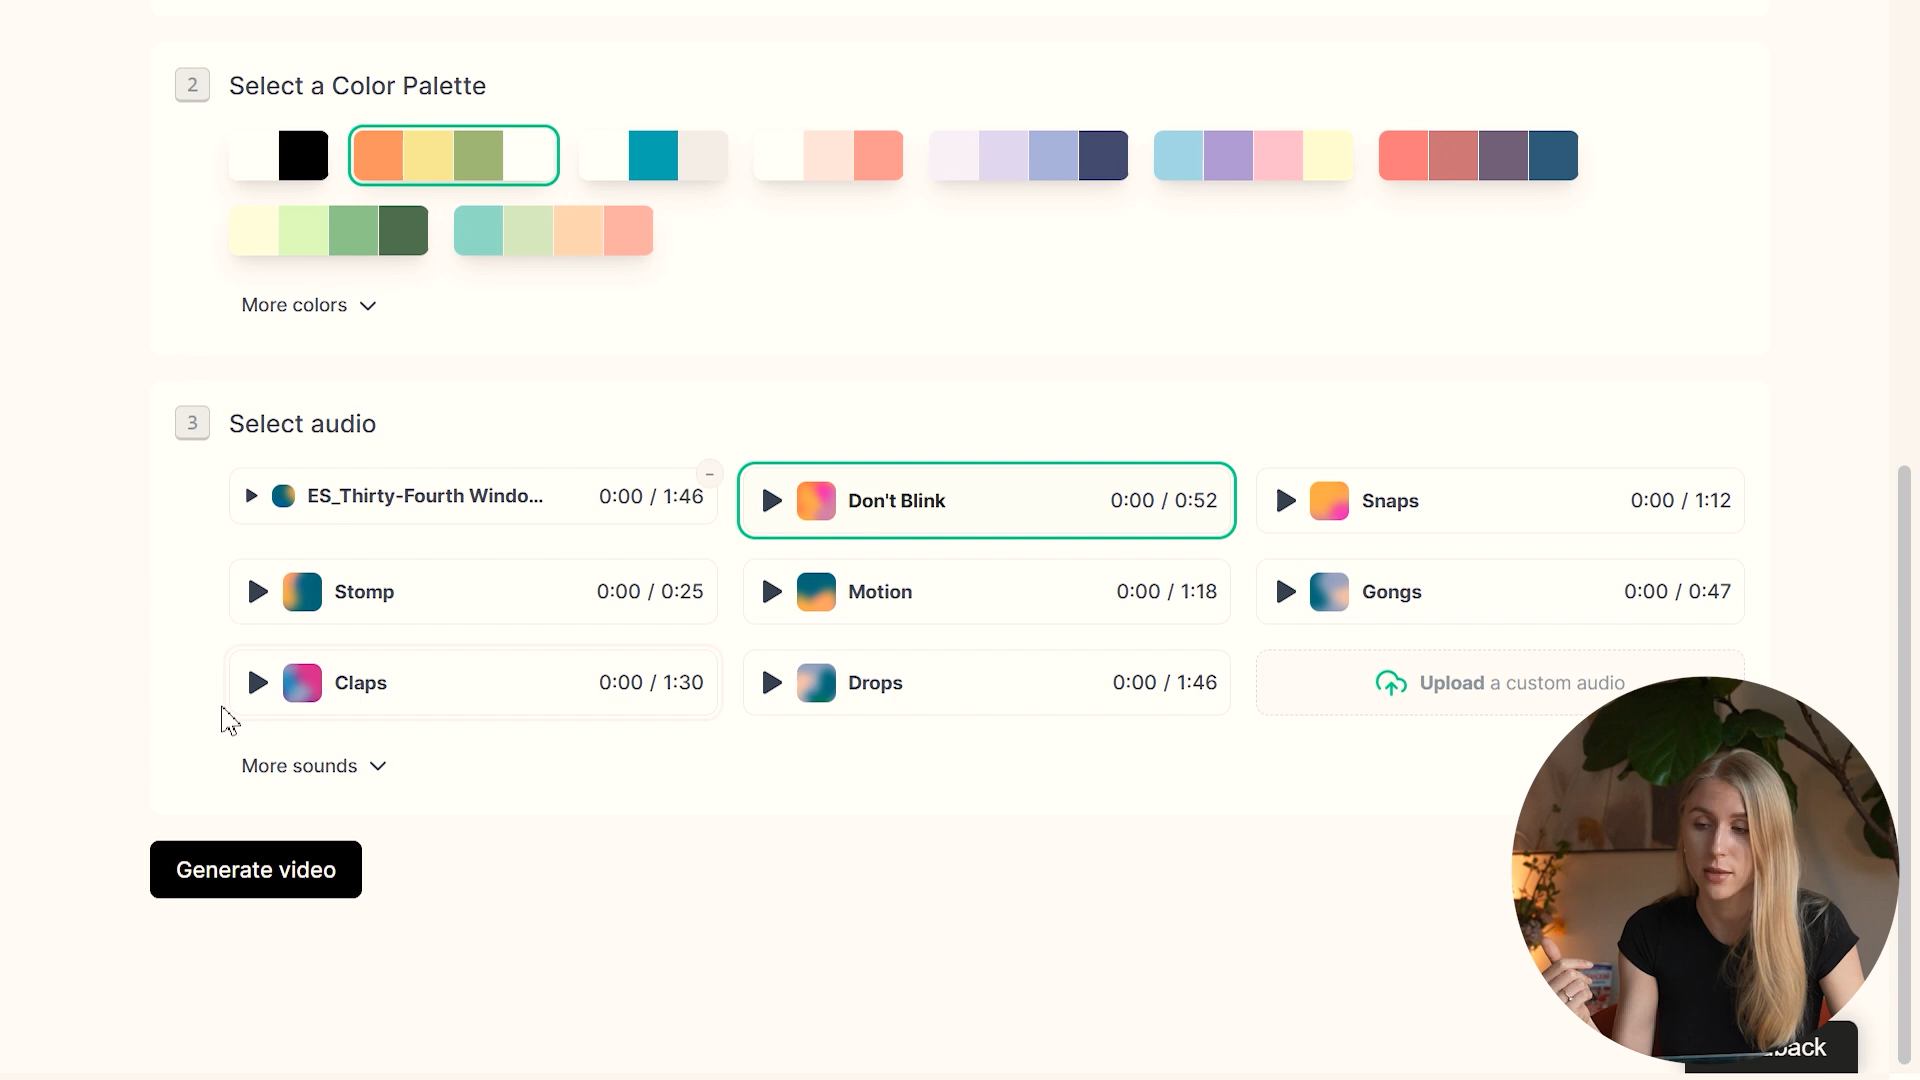 2 Select a Color Palette
More colors
3 Select audio
ES_Thirty-Fourth Windo... 0:00 / 1:46
Don't Blink 0:00 / 0:52
Snaps 0:00 / 1:12
Stomp 0:00 / 0:25
Motion 0:00 / 1:18
Gongs 0:00 / 0:47
Claps 0:00 / 1:30
Drops 0:00 / 1:46
Upload a custom audio
More sounds
Generate video